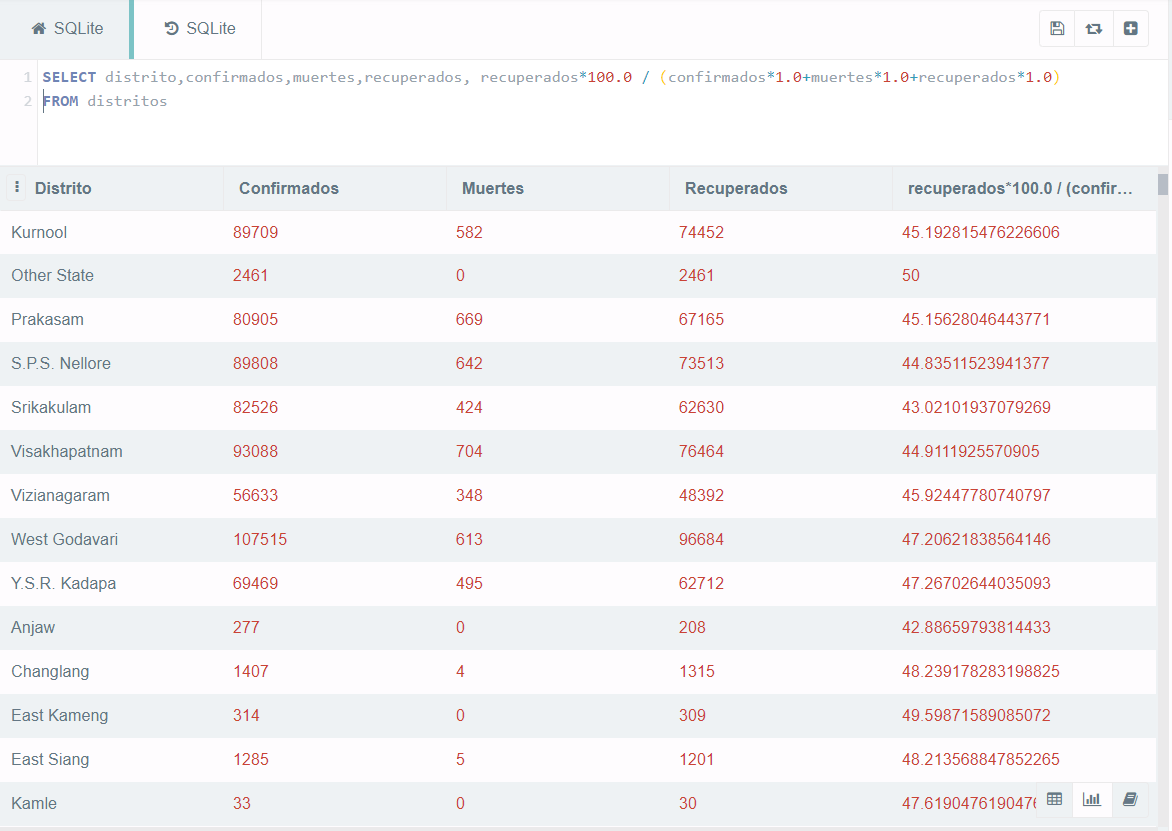 SQLite SQLite
1 SELECT distrito,confirmados,muertes,recuperados, recuperados*100.0 / (confirmados*1.0+muertes*1.0+recuperados*1.0)
2 FROM distritos
Distrito Confirmados Muertes Recuperados recuperados*100.0 / (confir...
Kurnool 89709 582 74452 45.192815476226606
Other State 2461 0 2461 50
Prakasam 80905 669 67165 45.15628046443771
S.P.S. Nellore 89808 642 73513 44.83511523941377
Srikakulam 82526 424 62630 43.02101937079269
Visakhapatnam 93088 704 76464 44.9111925570905
Vizianagaram 56633 348 48392 45.92447780740797
West Godavari 107515 613 96684 47.20621838564146
Y.S.R. Kadapa 69469 495 62712 47.26702644035093
Anjaw 277 0 208 42.88659793814433
Changlang 1407 4 1315 48.239178283198825
East Kameng 314 0 309 49.59871589085072
East Siang 1285 5 1201 48.213568847852265
Kamle 33 0 30 47.6190476190476